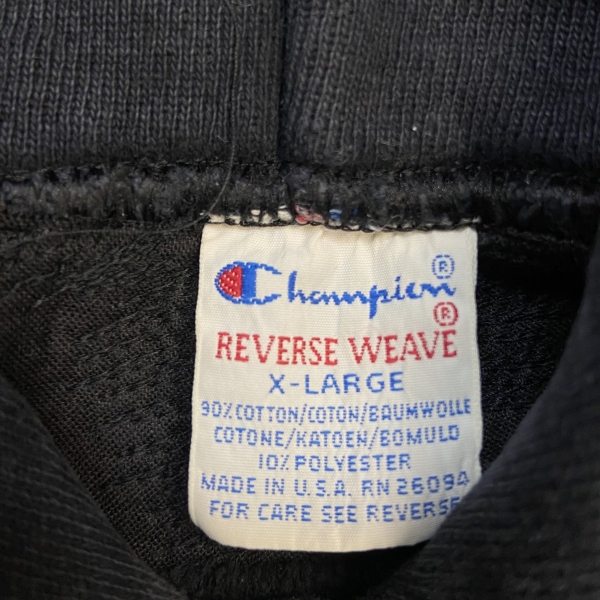 Champion®
®
REVERSE WEAVE
X-LARGE
90% COTTON/COTON/BAUMWOLLE
COTONE/KATOEN/BOMULD
10% POLYESTER
MADE IN U.S.A. RN 26094
FOR CARE SEE REVERSE